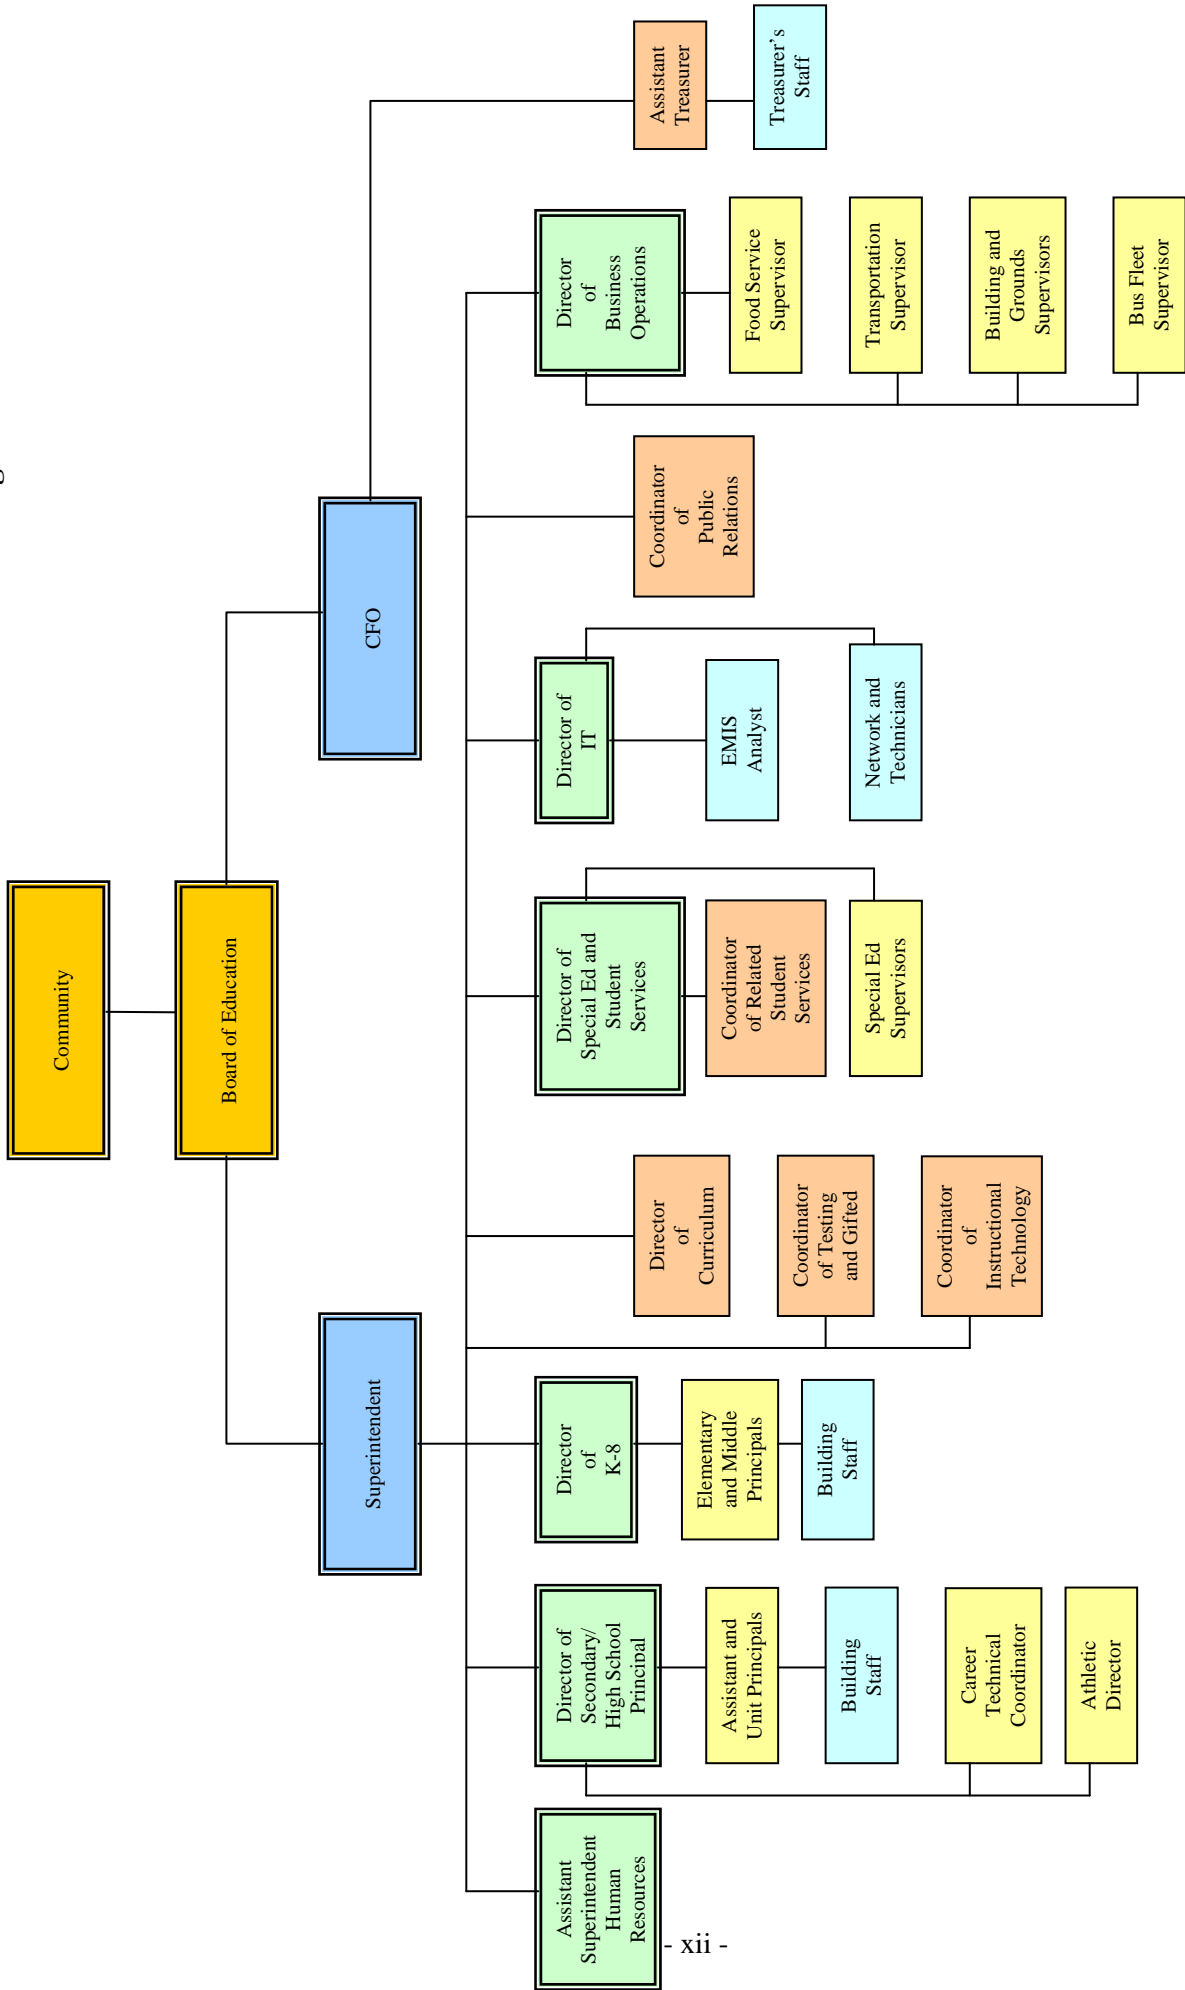 Community
Board of Education
Superintendent
CFO
Assistant
Superintendent
Human
Resources
Director of
Secondary/
High School
Principal
Assistant and
Unit Principals
Building
Staff
Career
Technical
Coordinator
Athletic
Director
Director
of
K-8
Elementary
and Middle
Principals
Building
Staff
Director
of
Curriculum
Coordinator
of Testing
and Gifted
Coordinator
of
Instructional
Technology
Director of
Special Ed and
Student
Services
Coordinator
of Related
Student
Services
Special Ed
Supervisors
Director of
IT
EMIS
Analyst
Network and
Technicians
Coordinator
of
Public
Relations
Director
of
Business
Operations
Food Service
Supervisor
Transportation
Supervisor
Building and
Grounds
Supervisors
Bus Fleet
Supervisor
Assistant
Treasurer
Treasurer's
Staff
- xii -